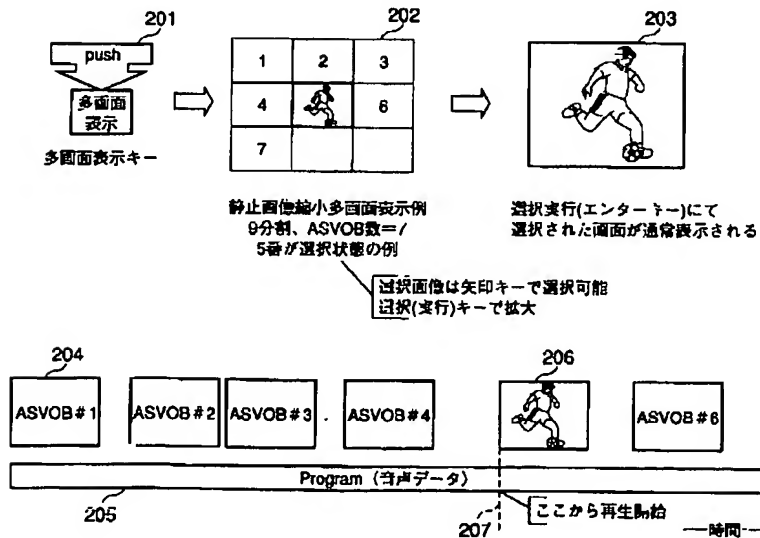 201
push
多画面
表示
多画面表示キー
202
1 2 3
4 6
7
静止画像縮小多画面表示例
9分割、ASVOB数=7
5番が選択状態の例
選択画像は矢印キーで選択可能
選択(実行)キーで拡大
203
選択実行(エンターキー)にて
選択された画面が通常表示される
204
ASVOB#1
ASVOB#2
ASVOB#3
ASVOB#4
206
ASVOB#6
Program (音声データ)
205
207
ここから再生開始
時間